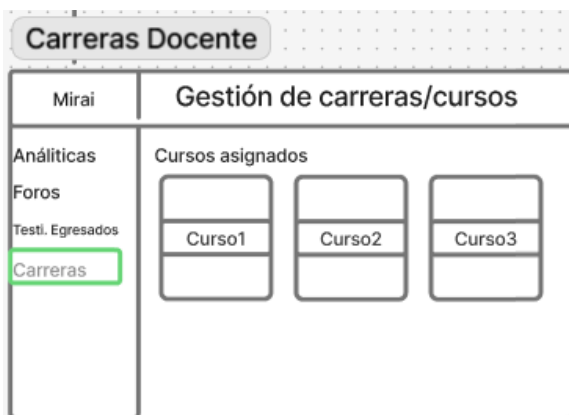 Carreras Docente
Mirai
Gestión de carreras/cursos
Análiticas
Foros
Testi. Egresados
Carreras
Cursos asignados
Curso1
Curso2
Curso3